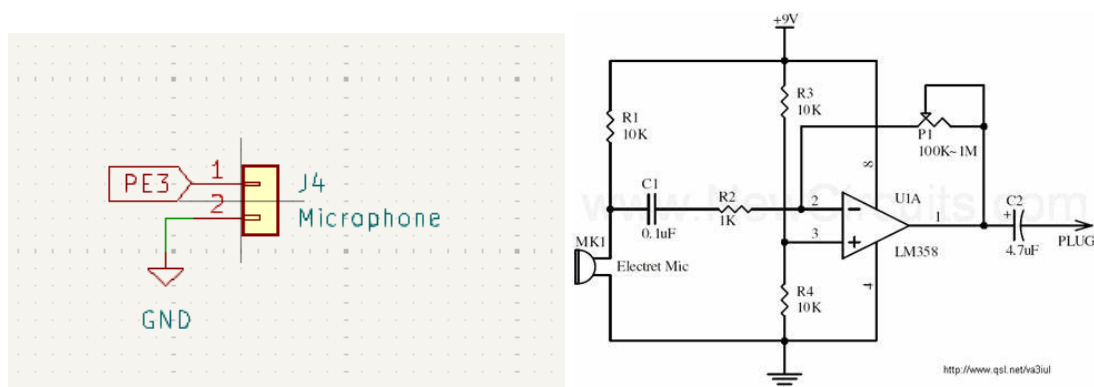 PE3
1
2
J4
Microphone
GND
+9V
R1
10K
R3
10K
P1
100K~1M
8
C1
0.1uF
R2
1K
2
3
U1A
1
LM358
4
C2
+
4.7uF
PLUG
MK1
Electret Mic
R4
10K
http://www.qsl.net/va3iul